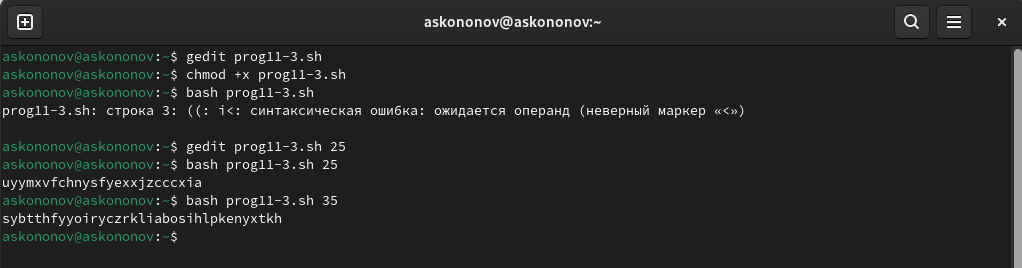 askononov@askononov:~
askononov@askononov:~$ gedit prog11-3.sh
askononov@askononov:~$ chmod +x prog11-3.sh
askononov@askononov:~$ bash prog11-3.sh
prog11-3.sh: строка 3: ((: i<: синтаксическая ошибка: ожидается операнд (неверный маркер «<»)
askononov@askononov:~$ gedit prog11-3.sh 25
askononov@askononov:~$ bash prog11-3.sh 25
uyymxvfchnysfyexxjzcccxia
askononov@askononov:~$ bash prog11-3.sh 35
sybtthfyyoiryczrkliabosihlpkenyxtkh
askononov@askononov:~$